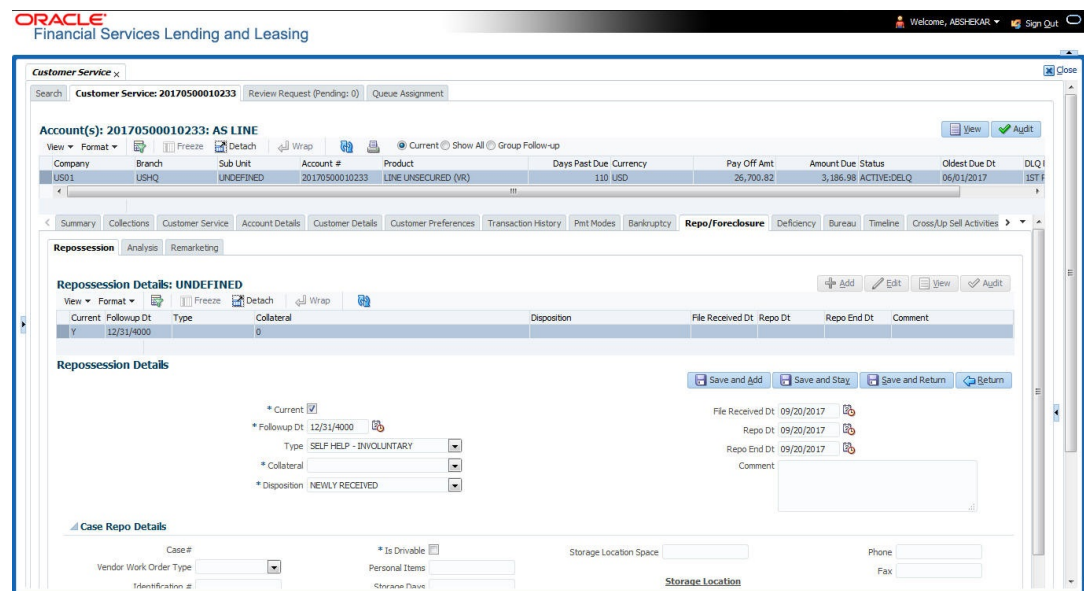 ORACLE
Financial Services Lending and Leasing
Welcome, ABSHEKAR
Sign Out
Customer Service x
Close
Search Customer Service: 20170500010233 Review Request (Pending: 0) Queue Assignment
Account(s): 20170500010233: AS LINE
View Audit
View Format Freeze Detach Wrap Current Show All Group Follow-up
Company Branch Sub Unit Account # Product Days Past Due Currency Pay Off Amt Amount Due Status Oldest Due Dt DLQ
US01 USHQ UNDEFINED 20170500010233 LINE UNSECURED (VR) 110 USD 26,700.82 3,186.98 ACTIVE:DELQ 06/01/2017 1ST
Summary Collections Customer Service Account Details Customer Details Customer Preferences Transaction History Pmt Modes Bankruptcy Repo/Foreclosure Deficiency Bureau Timeline Cross/Up Sell Activities
Repossession Analysis Remarketing
Repossession Details: UNDEFINED
Add Edit View Audit
View Format Freeze Detach Wrap
Current Followup Dt Type Collateral Disposition File Received Dt Repo Dt Repo End Dt Comment
Y 12/31/4000 0
Repossession Details
Save and Add Save and Stay Save and Return Return
* Current
* Followup Dt 12/31/4000
Type SELF HELP - INVOLUNTARY
* Collateral
* Disposition NEWLY RECEIVED
File Received Dt 09/20/2017
Repo Dt 09/20/2017
Repo End Dt 09/20/2017
Comment
Case Repo Details
Case#
Vendor Work Order Type
Identification #
* Is Drivable
Personal Items
Storage Days
Storage Location Space
Storage Location
Phone
Fax